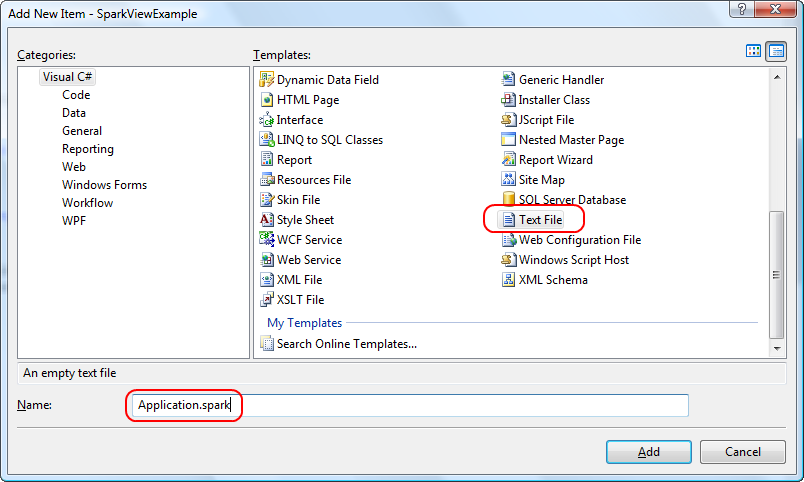 Add New Item - SparkViewExample
Categories:
Visual C#
Code
Data
General
Reporting
Web
Windows Forms
Workflow
WPF
Templates:
Dynamic Data Field
HTML Page
Interface
LINQ to SQL Classes
Report
Resources File
Skin File
Style Sheet
WCF Service
Web Service
XML File
XSLT File
Generic Handler
Installer Class
JScript File
Nested Master Page
Report Wizard
Site Map
SQL Server Database
Text File
Web Configuration File
Windows Script Host
XML Schema
My Templates
Search Online Templates...
An empty text file
Name:
Application.spark
Add
Cancel